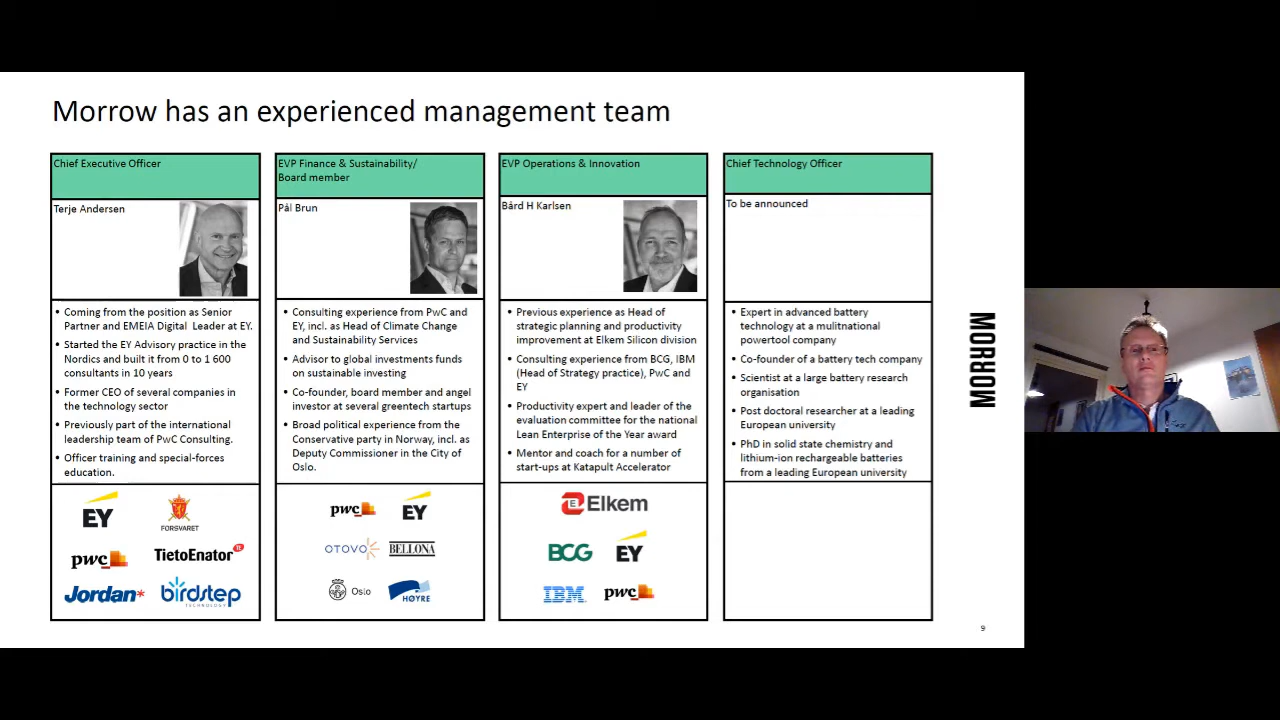 Morrow has an experienced management team
Chief Executive Officer
Terje Andersen
• Coming from the position as Senior
Partner and EMEIA Digital Leader at EY.
• Started the EY Advisory practice in the
Nordics and built it from 0 to 1 600
consultants in 10 years
• Former CEO of several companies in
the technology sector
• Previously part of the international
leadership team of PwC Consulting.
• Officer training and special-forces
education.
EY
FORSVARET
pwc
TietoEnator TE
Jordan*
birdstep
TECHNOLOGY
EVP Finance & Sustainability/
Board member
Pål Brun
• Consulting experience from PwC and
EY, incl. as Head of Climate Change
and Sustainability Services
• Advisor to global investments funds
on sustainable investing
• Co-founder, board member and angel
investor at several greentech startups
• Broad political experience from the
Conservative party in Norway, incl. as
Deputy Commissioner in the City of
Oslo.
pwc
EY
OTOVO
BELLONA
Oslo
HØYRE
EVP Operations & Innovation
Bård H Karlsen
• Previous experience as Head of
strategic planning and productivity
improvement at Elkem Silicon division
• Consulting experience from BCG, IBM
(Head of Strategy practice), PwC and
EY
• Productivity expert and leader of the
evaluation committee for the national
Lean Enterprise of the Year award
• Mentor and coach for a number of
start-ups at Katapult Accelerator
Elkem
BCG
EY
IBM
pwc
Chief Technology Officer
To be announced
• Expert in advanced battery
technology at a mulitnational
powertool company
• Co-founder of a battery tech company
• Scientist at a large battery research
organisation
• Post doctoral researcher at a leading
European university
• PhD in solid state chemistry and
lithium-ion rechargeable batteries
from a leading European university
MORROW
9